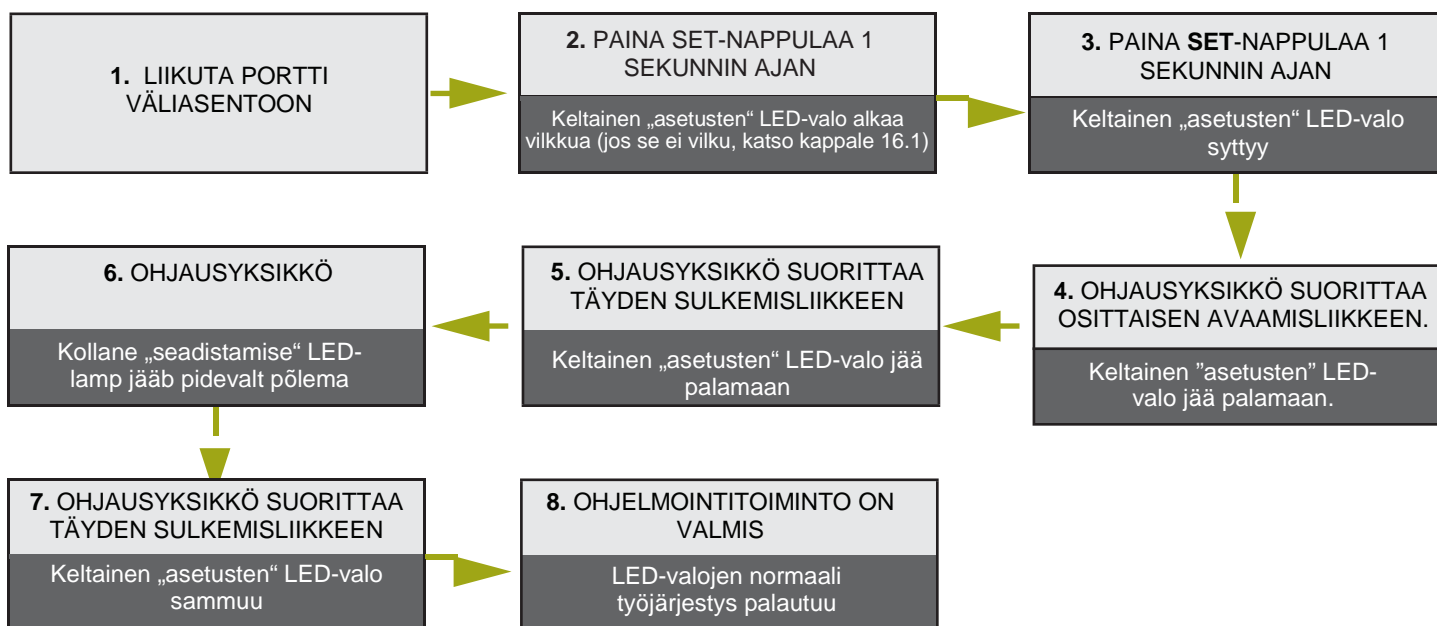 1. LIIKUTA PORTTI
VÄLIASENTOON
2. PAINA SET-NAPPULAA 1
SEKUNNIN AJAN
Keltainen „asetusten“ LED-valo alkaa
vilkkua (jos se ei vilku, katso kappale 16.1)
3. PAINA SET-NAPPULAA 1
SEKUNNIN AJAN
Keltainen „asetusten“ LED-valo
syttyy
4. OHJAUSYKSIKKÖ SUORITTAA
OSITTAISEN AVAAMISLIIKKEEN.
Keltainen "asetusten" LED-
valo jää palamaan.
5. OHJAUSYKSIKKÖ SUORITTAA
TÄYDEN SULKEMISLIIKKEEN
Keltainen „asetusten“ LED-valo jää
palamaan
6. OHJAUSYKSIKKÖ
Kollane „seadistamise“ LED-
lamp jääb pidevalt põlema
7. OHJAUSYKSIKKÖ SUORITTAA
TÄYDEN SULKEMISLIIKKEEN
Keltainen „asetusten“ LED-valo
sammuu
8. OHJELMOINTITOIMINTO ON
VALMIS
LED-valojen normaali
työjärjestys palautuu